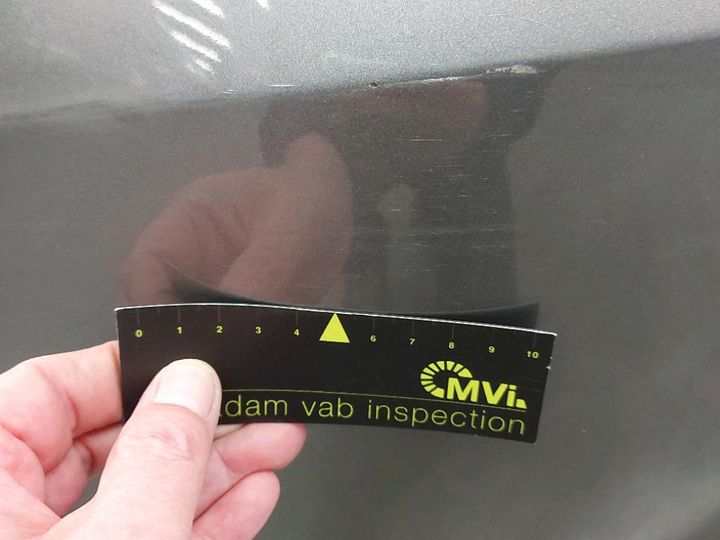 0 1 2 3 4 6 7 8 9 10
MVi.
dam vab inspection